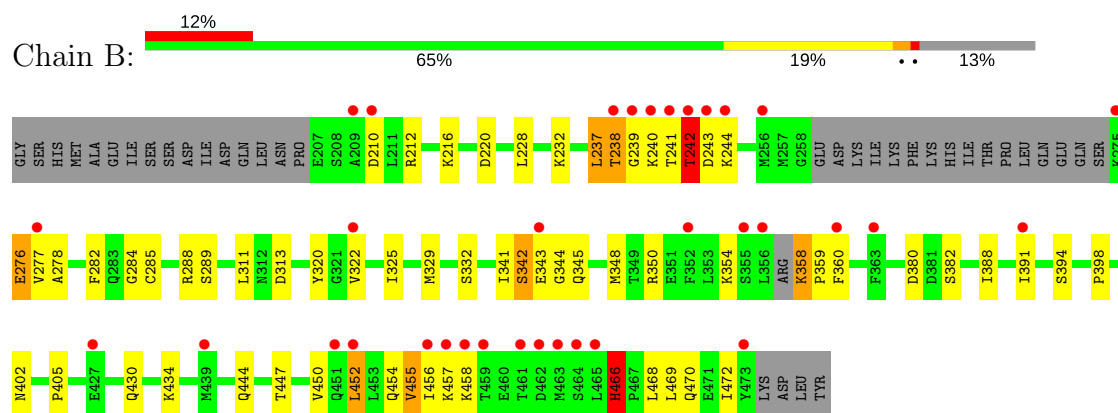 12%
Chain B:
65% 19% • • 13%
GLY SER HIS MET ALA GLU ILE SER SER ASP ILE ASP GLN LEU ASN PRO E207 S208 A209 D210 L211 R212 K216 D220 L228 K232 L237 T238 G239 K240 T241 T242 D243 K244 M256 M257 G258 GLU ASP LYS ILE LYS PHE LYS HIS ILE THR PRO LEU GLN GLU GLN SER K275
E276 V277 A278 F282 Q283 G284 C285 R288 S289 L311 N312 D313 Y320 G321 V322 I325 M329 S332 I341 S342 E343 G344 Q345 M348 T349 R350 E351 F352 L353 K354 S355 L356 ARG K358 P359 F360 F363 D380 D381 S382 I388 I391 S394 P398
N402 P405 E427 Q430 K434 M439 Q444 T447 V450 Q451 L452 L453 Q454 V455 I456 K457 K458 T459 E460 T461 D462 M463 S464 L465 H466 P467 L468 L469 Q470 E471 I472 Y473 LYS ASP LEU TYR